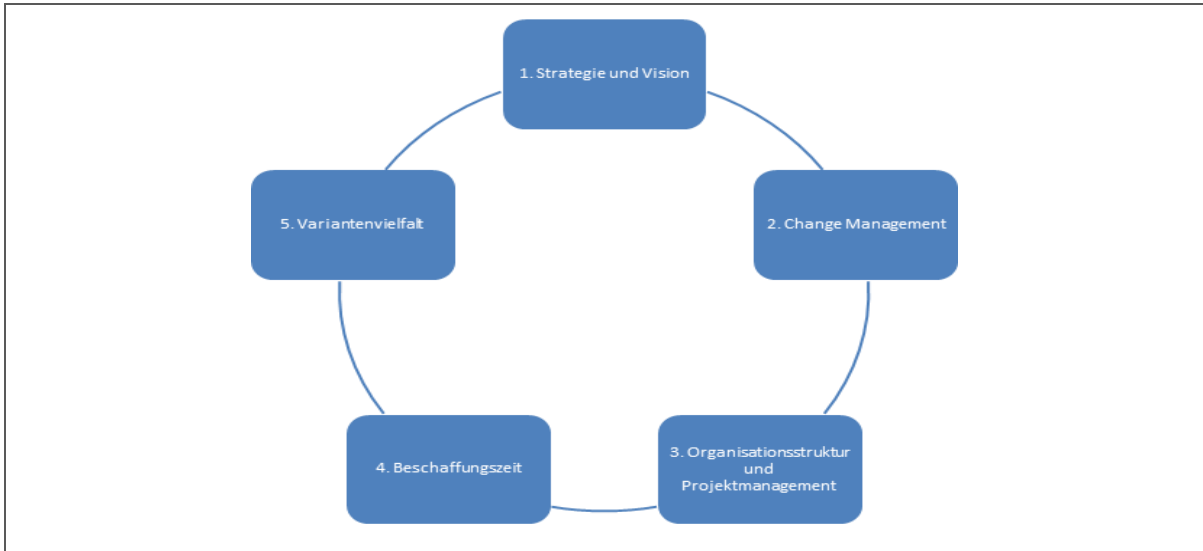 1. Strategie und Vision
2. Change Management
3. Organisationsstruktur
und
Projektmanagement
4. Beschaffungszeit
5. Variantenvielfalt